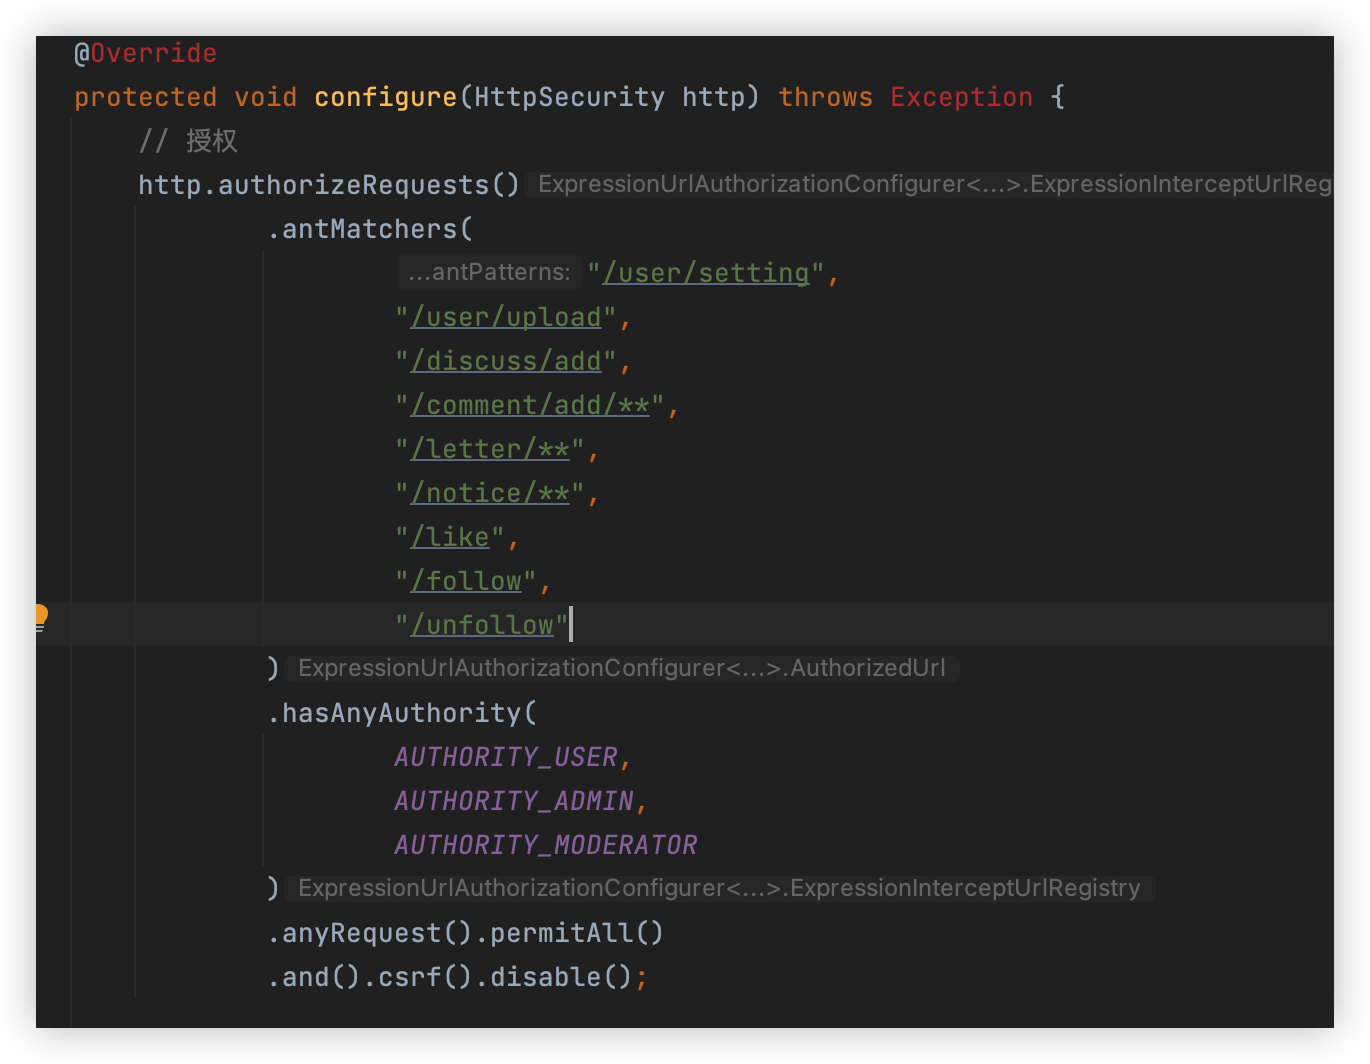 @Override
protected void configure(HttpSecurity http) throws Exception {
// 授权
http.authorizeRequests() ExpressionUrlAuthorizationConfigurer<...>.ExpressionInterceptUrlRegi
.antMatchers(
...antPatterns: "/user/setting",
"/user/upload",
"/discuss/add",
"/comment/add/**",
"/letter/**",
"/notice/**",
"/like",
"/follow",
"/unfollow"
) ExpressionUrlAuthorizationConfigurer<...>.AuthorizedUrl
.hasAnyAuthority(
AUTHORITY_USER,
AUTHORITY_ADMIN,
AUTHORITY_MODERATOR
) ExpressionUrlAuthorizationConfigurer<...>.ExpressionInterceptUrlRegistry
.anyRequest().permitAll()
.and().csrf().disable();